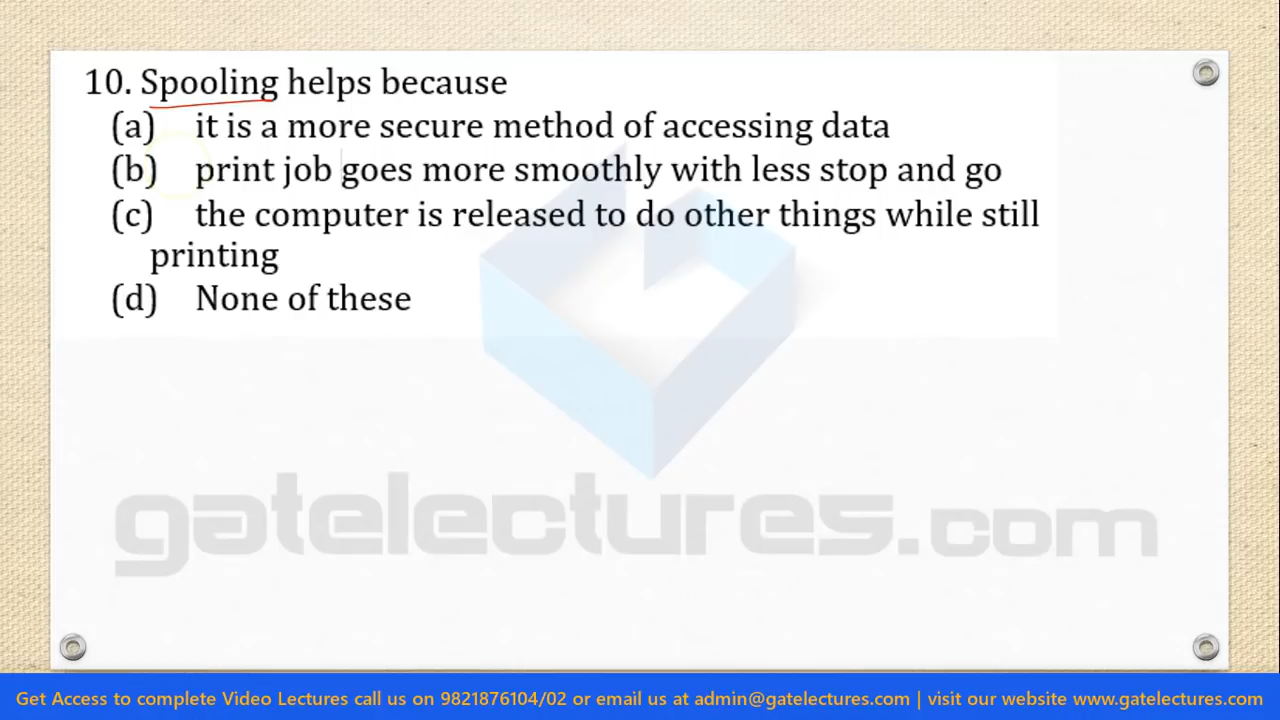 10. Spooling helps because
(a) it is a more secure method of accessing data
(b) print job goes more smoothly with less stop and go
(c) the computer is released to do other things while still
printing
(d) None of these
gatelectures.com
Get Access to complete Video Lectures call us on 9821876104/02 or email us at admin@gatelectures.com | visit our website www.gatelectures.com